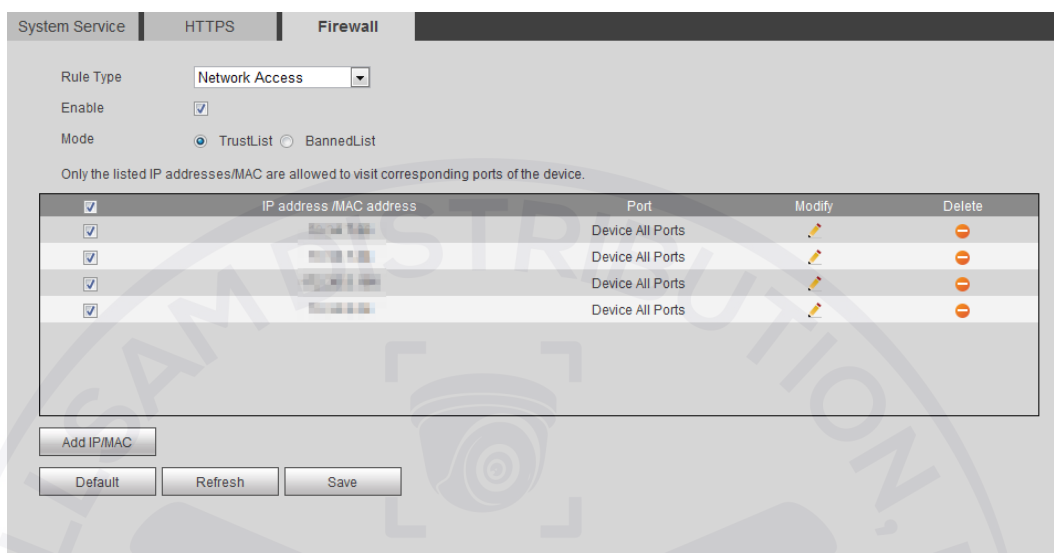 System Service HTTPS Firewall
Rule Type Network Access
Enable
Mode TrustList BannedList
Only the listed IP addresses/MAC are allowed to visit corresponding ports of the device.
IP address /MAC address Port Modify Delete
Device All Ports
Device All Ports
Device All Ports
Device All Ports
Add IP/MAC
Default Refresh Save
DISTRIBUTION,